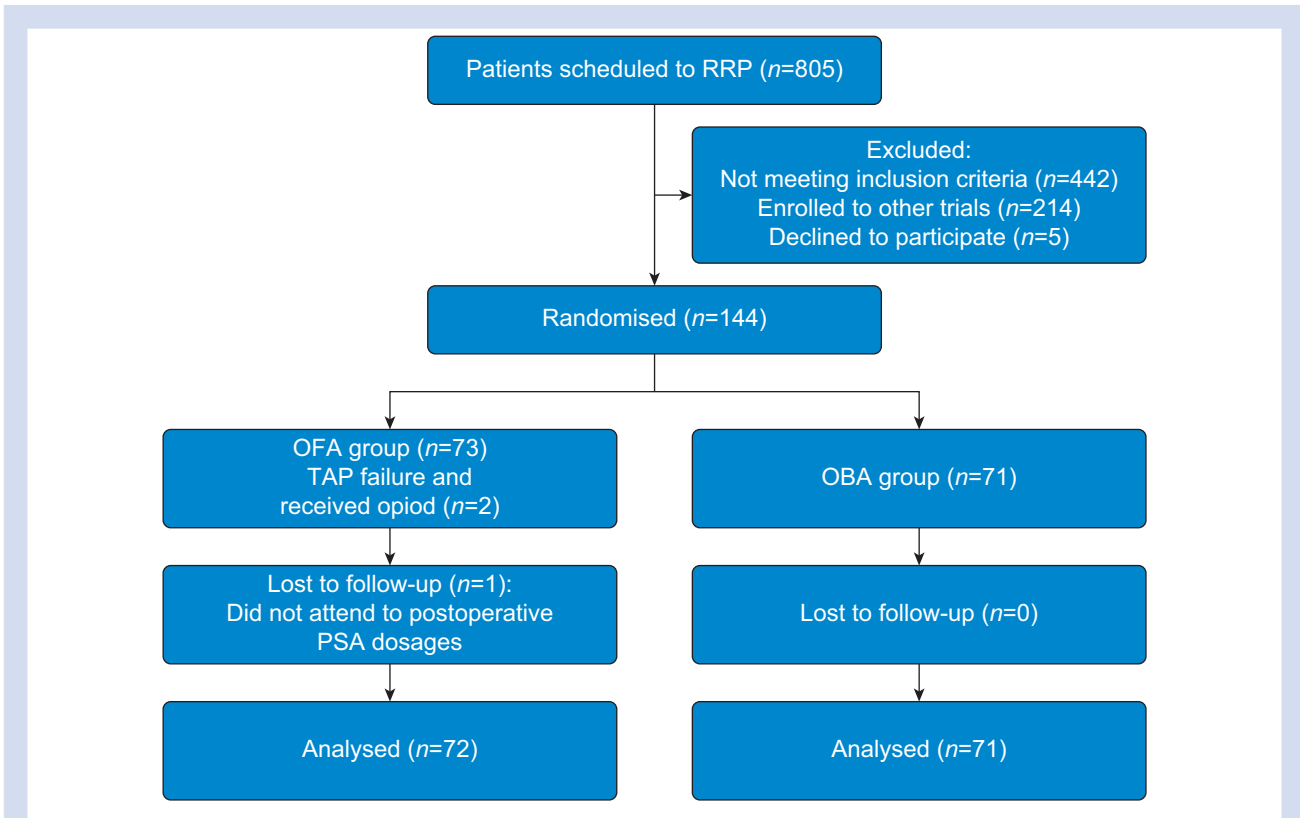 Patients scheduled to RRP (n=805)
Excluded:
Not meeting inclusion criteria (n=442)
Enrolled to other trials (n=214)
Declined to participate (n=5)
Randomised (n=144)
OFA group (n=73)
TAP failure and
received opiod (n=2)
OBA group (n=71)
Lost to follow-up (n=1):
Did not attend to postoperative
PSA dosages
Lost to follow-up (n=0)
Analysed (n=72)
Analysed (n=71)